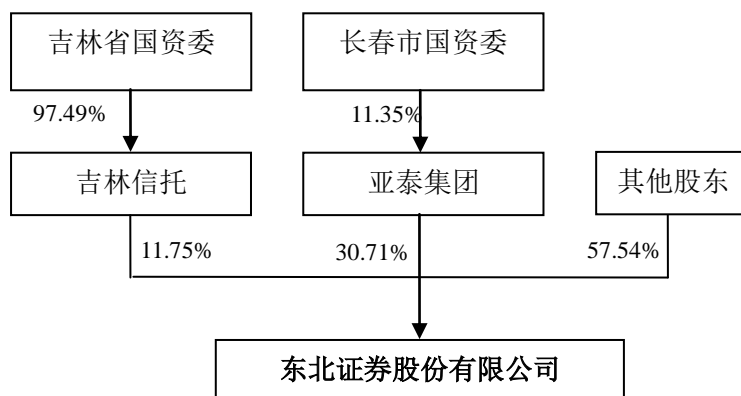 吉林省国资委
长春市国资委
97.49%
11.35%
吉林信托
亚泰集团
其他股东
11.75%
30.71%
57.54%
东北证券股份有限公司